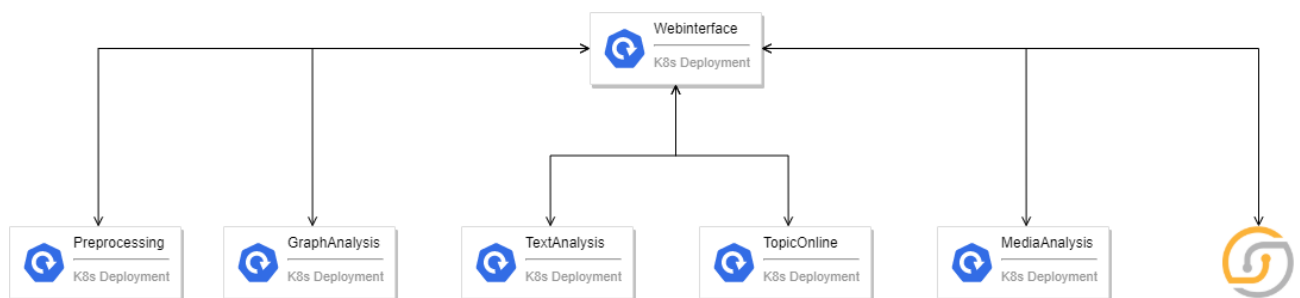 Webinterface
K8s Deployment
Preprocessing
K8s Deployment
GraphAnalysis
K8s Deployment
TextAnalysis
K8s Deployment
TopicOnline
K8s Deployment
MediaAnalysis
K8s Deployment